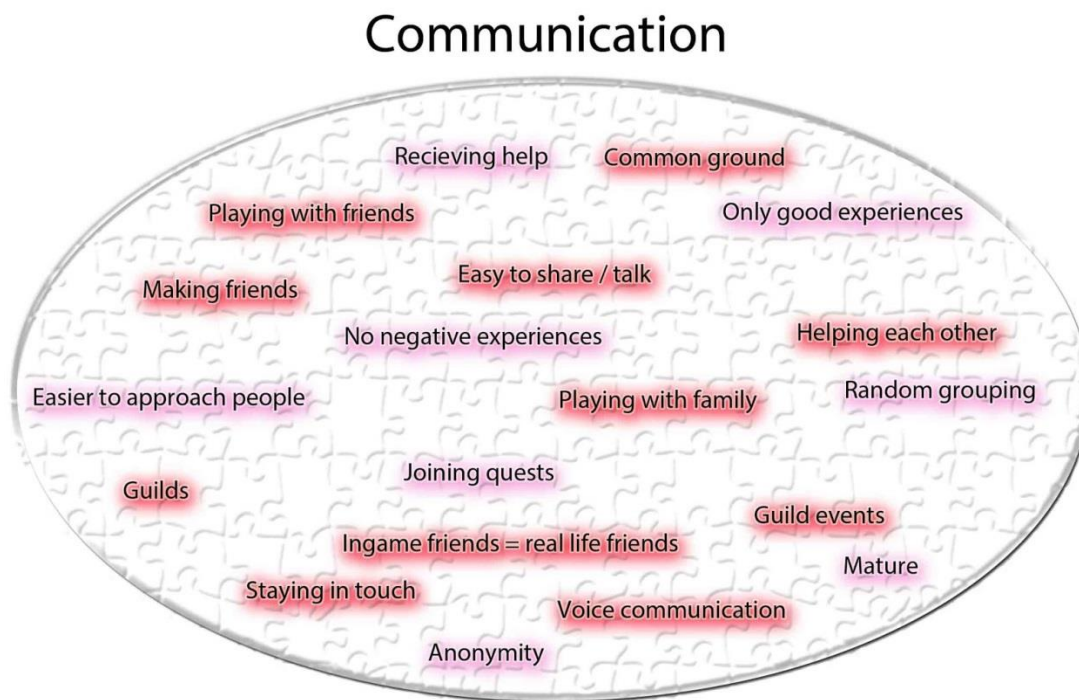 Communication
Recieving help
Common ground
Playing with friends
Only good experiences
Easy to share / talk
Making friends
No negative experiences
Helping each other
Easier to approach people
Playing with family
Random grouping
Joining quests
Guilds
Guild events
Ingame friends = real life friends
Mature
Staying in touch
Voice communication
Anonymity